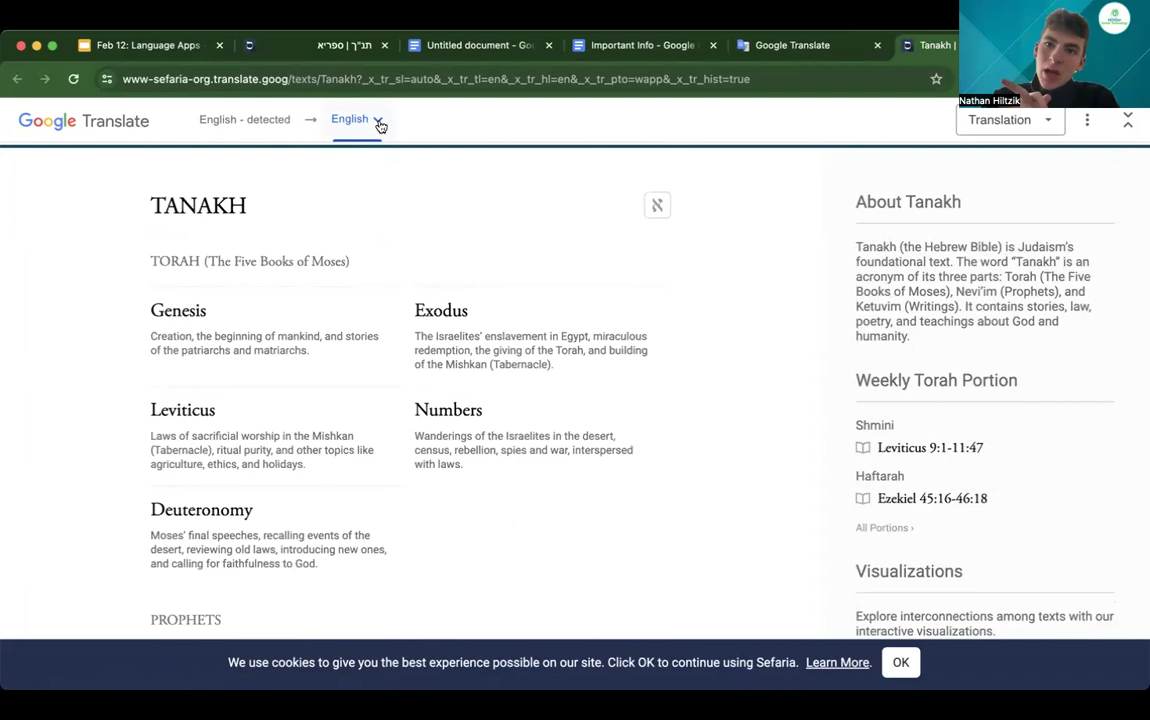 Feb 12: Language Apps
תנ"ך | ספריא
Untitled document - Goo
Important Info - Google
Google Translate
Tanakh |
www-sefaria-org.translate.goog/texts/Tanakh?_x_tr_sl=auto&_x_tr_tl=en&_x_tr_hl=en&_x_tr_pto=wapp&_x_tr_hist=true
Nathan Hiltzik
Google Translate
English - detected → English
Translation
TANAKH
א
TORAH (The Five Books of Moses)
Genesis
Creation, the beginning of mankind, and stories
of the patriarchs and matriarchs.
Exodus
The Israelites' enslavement in Egypt, miraculous
redemption, the giving of the Torah, and building
of the Mishkan (Tabernacle).
Leviticus
Laws of sacrificial worship in the Mishkan
(Tabernacle), ritual purity, and other topics like
agriculture, ethics, and holidays.
Numbers
Wanderings of the Israelites in the desert,
census, rebellion, spies and war, interspersed
with laws.
Deuteronomy
Moses' final speeches, recalling events of the
desert, reviewing old laws, introducing new ones,
and calling for faithfulness to God.
PROPHETS
About Tanakh
Tanakh (the Hebrew Bible) is Judaism's
foundational text. The word "Tanakh" is an
acronym of its three parts: Torah (The Five
Books of Moses), Nevi'im (Prophets), and
Ketuvim (Writings). It contains stories, law,
poetry, and teachings about God and
humanity.
Weekly Torah Portion
Shmini
Leviticus 9:1-11:47
Haftarah
Ezekiel 45:16-46:18
All Portions ›
Visualizations
Explore interconnections among texts with our
interactive visualizations.
We use cookies to give you the best experience possible on our site. Click OK to continue using Sefaria. Learn More. OK